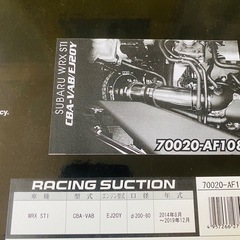 SUBARU WRX STI
CBA-VAB/EJ20Y
70020-AF108
cy.
RACING SUCTION
70020-AF1
車種 型式 エンジン型式 口径 年式
WRX STI CBA-VAB EJ20Y φ200-80 2014年8月
～2019年12月
4957266